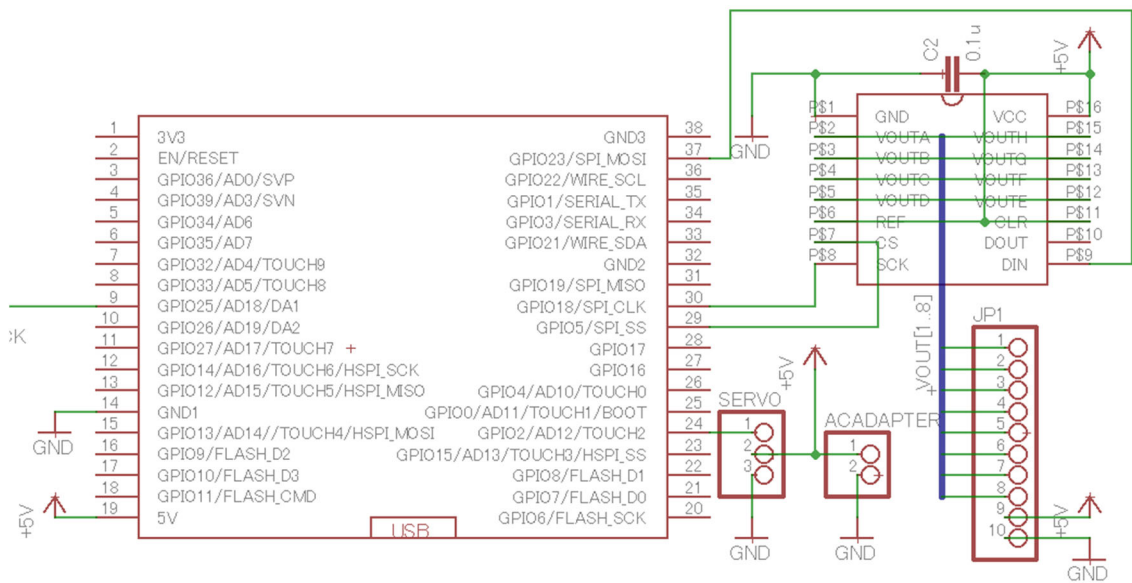 1 3V3
2 EN/RESET
3 GPIO36/AD0/SVP
4 GPIO39/AD3/SVN
5 GPIO34/AD6
6 GPIO35/AD7
7 GPIO32/AD4/TOUCH9
8 GPIO33/AD5/TOUCH8
9 GPIO25/AD18/DA1
10 GPIO26/AD19/DA2
11 GPIO27/AD17/TOUCH7
12 GPIO14/AD16/TOUCH6/HSPI_SCK
13 GPIO12/AD15/TOUCH5/HSPI_MISO
14 GND1
15 GPIO13/AD14//TOUCH4/HSPI_MOSI
16 GPIO9/FLASH_D2
17 GPIO10/FLASH_D3
18 GPIO11/FLASH_CMD
19 5V
GND
+5V
CK
USB
GND3 38
GPIO23/SPI_MOSI 37
GPIO22/WIRE_SCL 36
GPIO1/SERIAL_TX 35
GPIO3/SERIAL_RX 34
GPIO21/WIRE_SDA 33
GND2 32
GPIO19/SPI_MISO 31
GPIO18/SPI_CLK 30
GPIO5/SPI_SS 29
GPIO17 28
GPIO16 27
GPIO4/AD10/TOUCH0 26
GPIO0/AD11/TOUCH1/BOOT 25
GPIO2/AD12/TOUCH2 24
GPIO15/AD13/TOUCH3/HSPI_SS 23
GPIO8/FLASH_D1 22
GPIO7/FLASH_D0 21
GPIO6/FLASH_SCK 20
C2
0.1u
+5V
GND
P$1 GND VCC P$16
P$2 VOUTA VOUTH P$15
P$3 VOUTB VOUTG P$14
P$4 VOUTC VOUTF P$13
P$5 VOUTD VOUTE P$12
P$6 REF CLR P$11
P$7 CS DOUT P$10
P$8 SCK DIN P$9
VOUT[1..8]
+5V
SERVO
1
2
3
GND
ACADAPTER
1
2
GND
JP1
1
2
3
4
5
6
7
8
9
10
+5V
GND